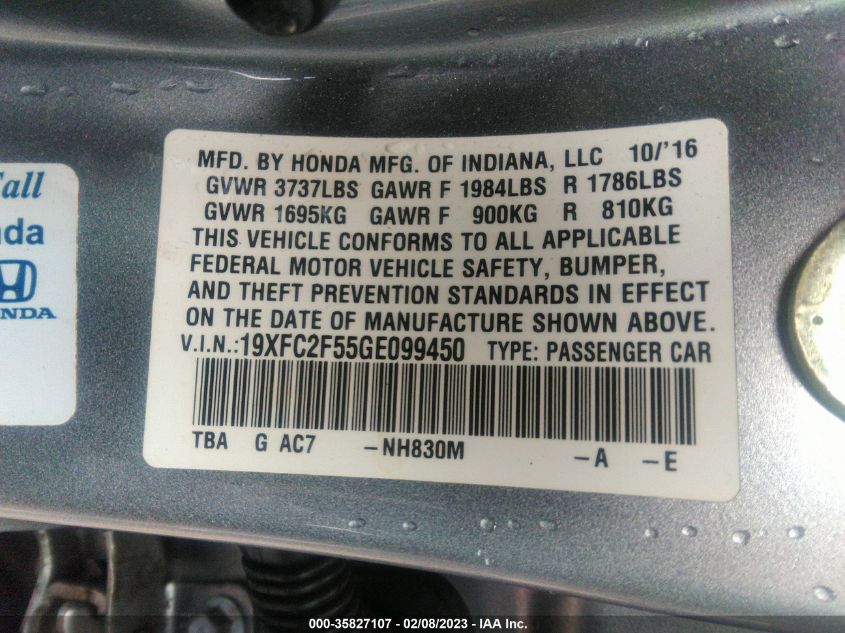 MFD. BY HONDA MFG. OF INDIANA, LLC 10/'16
GVWR 3737LBS GAWR F 1984LBS R 1786LBS
GVWR 1695KG GAWR F 900KG R 810KG
THIS VEHICLE CONFORMS TO ALL APPLICABLE
FEDERAL MOTOR VEHICLE SAFETY, BUMPER,
AND THEFT PREVENTION STANDARDS IN EFFECT
ON THE DATE OF MANUFACTURE SHOWN ABOVE.
V.I.N.:19XFC2F55GE099450 TYPE: PASSENGER CAR
TBA G AC7 -NH830M -A -E
000-35827107 - 02/08/2023 - IAA Inc.